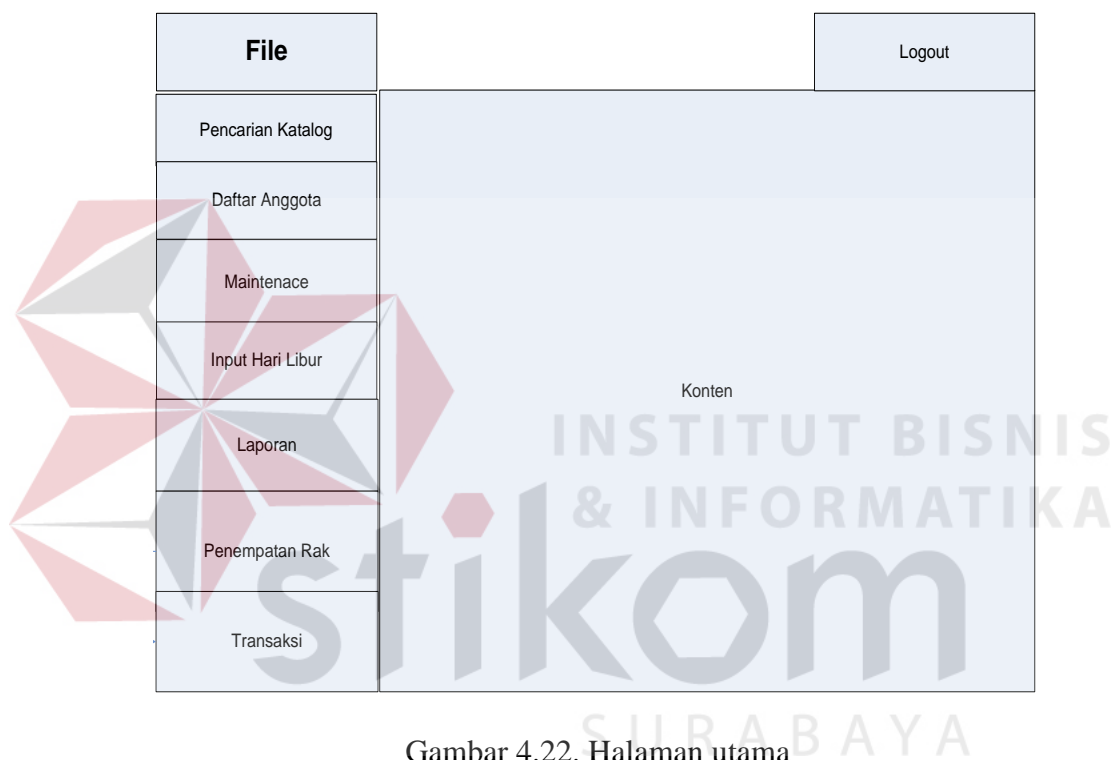 File
Logout
Pencarian Katalog
Daftar Anggota
Maintenace
Input Hari Libur
Konten
Laporan
INSTITUT BISNIS
& INFORMATIKA
Penempatan Rak
stikom
Transaksi
SURABAYA
Gambar 4.22. Halaman utama